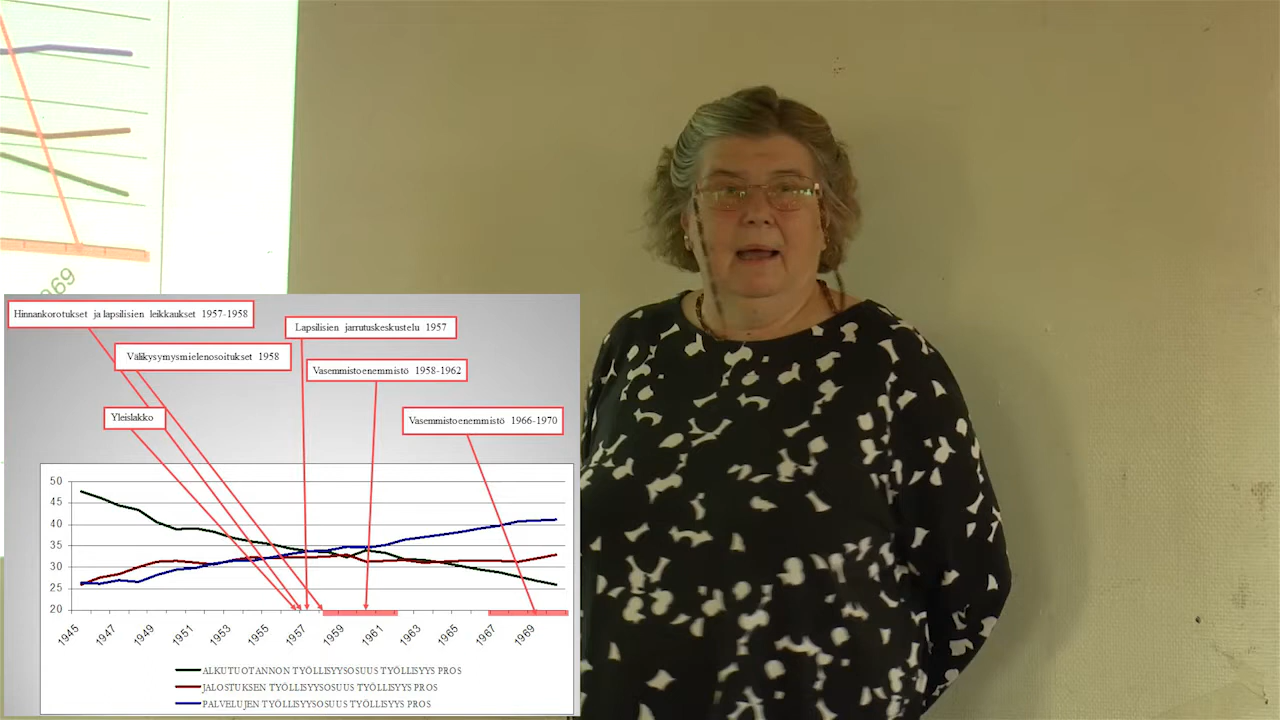 69
Hinnankorotukset ja lapsilisien leikkaukset 1957-1958
Lapsilisien jarrutuskeskustelu 1957
Välikysymysmielenosoitukset 1958
Vasemmistoenemmistö 1958-1962
Yleislakko
Vasemmistoenemmistö 1966-1970
50
45
40
35
30
25
20
1945 1947 1949 1951 1953 1955 1957 1959 1961 1963 1965 1967 1969
ALKUTUOTANNON TYÖLLISYYSOSUUS TYÖLLISYYS PROS
JALOSTUKSEN TYÖLLISYYSOSUUS TYÖLLISYYS PROS
PALVELUJEN TYÖLLISYYSOSUUS TYÖLLISYYS PROS